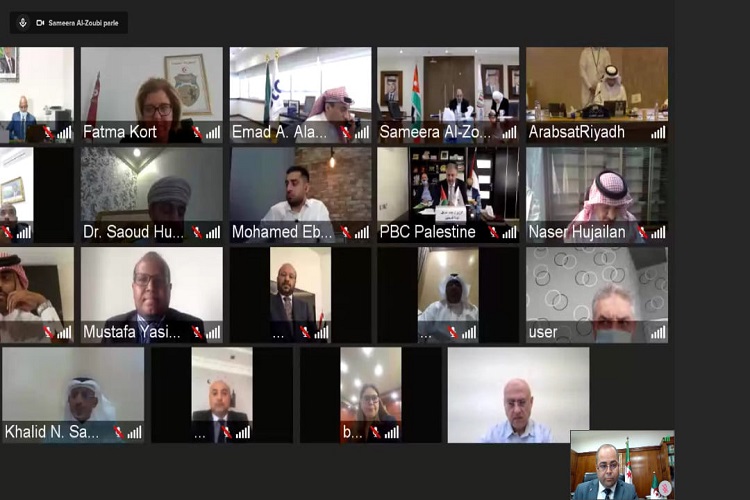 Sameera Al-Zoubi parle
Fatma Kort
Emad A. Ala...
Sameera Al-Zo...
ArabsatRiyadh
Dr. Saoud Hu...
Mohamed Eb...
PBC Palestine
Naser Hujailan
Mustafa Yasi...
...
...
user
Khalid N. Sa...
...
b...